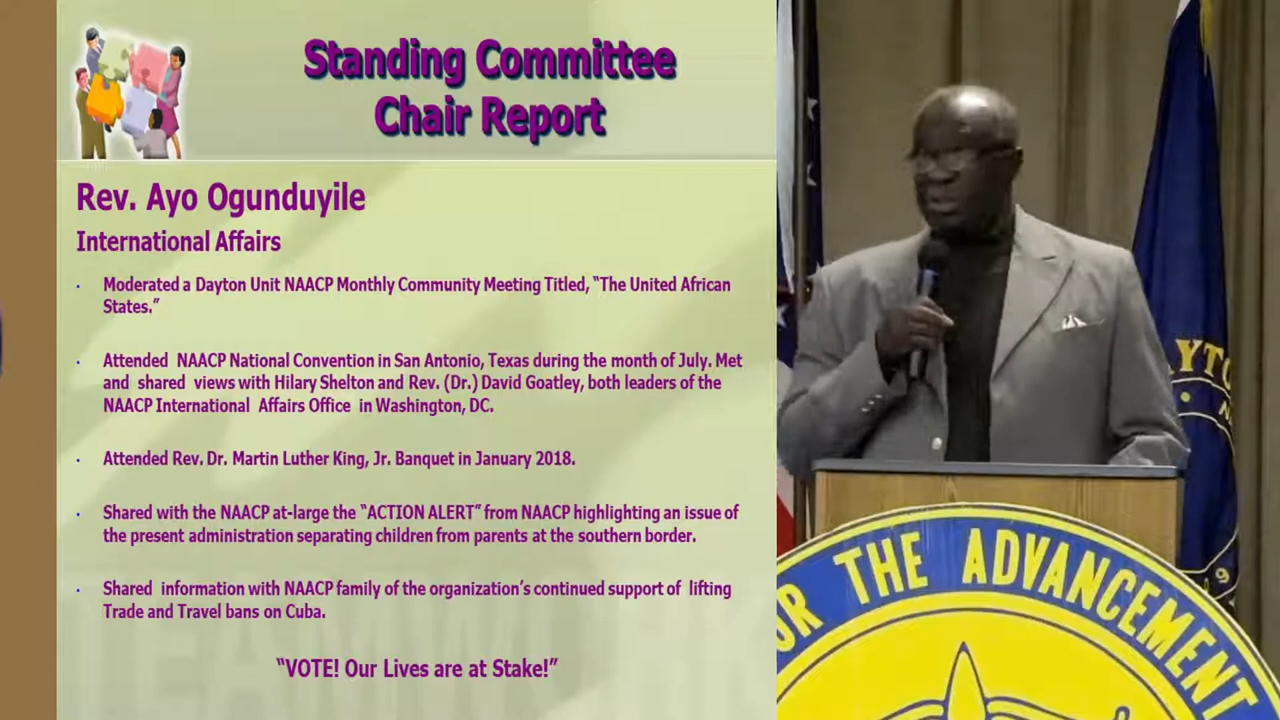 Standing Committee
Chair Report
Rev. Ayo Ogunduyile
International Affairs
· Moderated a Dayton Unit NAACP Monthly Community Meeting Titled, “The United African
States.”
· Attended NAACP National Convention in San Antonio, Texas during the month of July. Met
and shared views with Hilary Shelton and Rev. (Dr.) David Goatley, both leaders of the
NAACP International Affairs Office in Washington, DC.
· Attended Rev. Dr. Martin Luther King, Jr. Banquet in January 2018.
· Shared with the NAACP at-large the “ACTION ALERT” from NAACP highlighting an issue of
the present administration separating children from parents at the southern border.
· Shared information with NAACP family of the organization’s continued support of lifting
Trade and Travel bans on Cuba.
“VOTE! Our Lives are at Stake!”
TEAMWORK
YTO
OR THE ADVANCEMENT